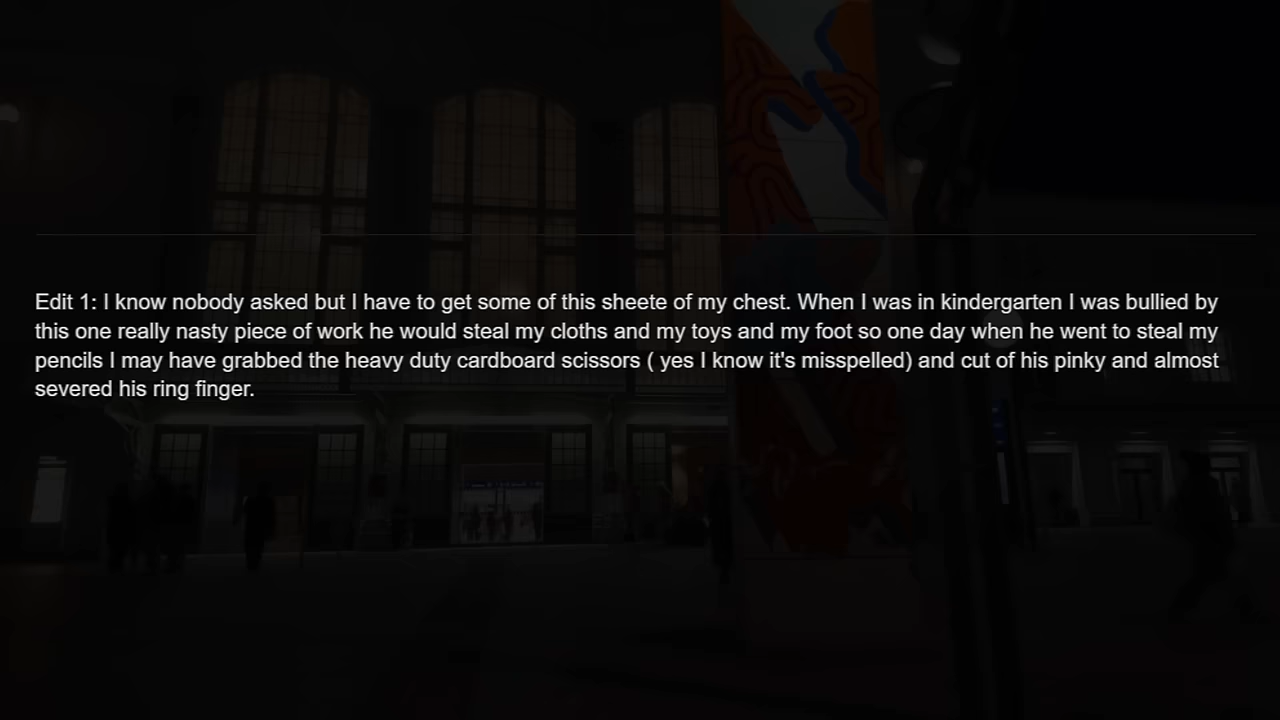 Edit 1: I know nobody asked but I have to get some of this sheete of my chest. When I was in kindergarten I was bullied by
this one really nasty piece of work he would steal my cloths and my toys and my foot so one day when he went to steal my
pencils I may have grabbed the heavy duty cardboard scissors ( yes I know it's misspelled) and cut of his pinky and almost
severed his ring finger.